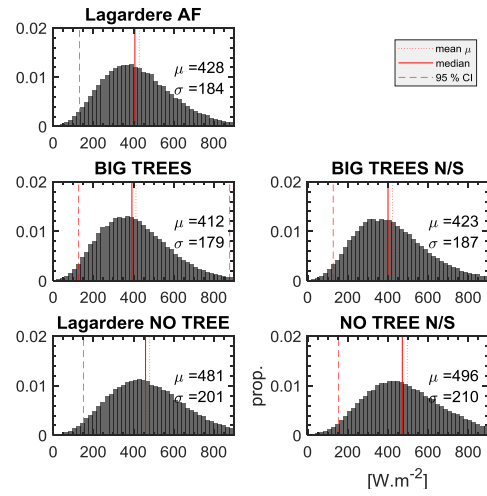 Lagardere AF
0.02
0.01
0
0 200 400 600 800
μ =428
σ =184
mean μ
median
95 % CI
BIG TREES
0.02
0.01
0
0 200 400 600 800
μ =412
σ =179
BIG TREES N/S
0.02
0.01
0
0 200 400 600 800
μ =423
σ =187
Lagardere NO TREE
0.02
0.01
0
0 200 400 600 800
μ =481
σ =201
NO TREE N/S
prop.
0.02
0.01
0
0 200 400 600 800
μ =496
σ =210
[W.m⁻²]